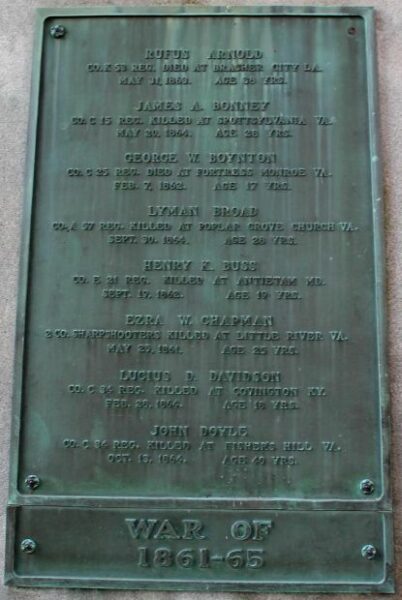 RUFUS ARNOLD
CO. K 53 REG. DIED AT BRASHER CITY LA.
MAY 31, 1863. AGE 38 YRS.
JAMES A. BONNEY
CO. C 15 REG. KILLED AT SPOTTSYLVANIA VA.
MAY 20, 1864. AGE 28 YRS.
GEORGE W. BOYNTON
CO. C 25 REG. DIED AT FORTRESS MONROE VA.
FEB. 7, 1862. AGE 17 YRS.
LYMAN BROAD
CO. A 57 REG. KILLED AT POPLAR GROVE CHURCH VA.
SEPT. 30, 1864. AGE 28 YRS.
HENRY K. BUSS
CO. E 21 REG. KILLED AT ANTIETAM MD.
SEPT. 17, 1862. AGE 19 YRS.
EZRA W. CHAPMAN
2 CO. SHARPSHOOTERS KILLED AT LITTLE RIVER VA.
MAY AGE 25 YRS.
LUCIUS D. DAVIDSON
CO. C 34 REG. KILLED AT COVINGTON KY.
FEB. AGE 18 YRS.
JOHN DOYLE
CO. C 34 REG. KILLED AT FISHERS HILL VA.
OCT. 13, 1864. AGE 40 YRS.
WAR OF
1861-65